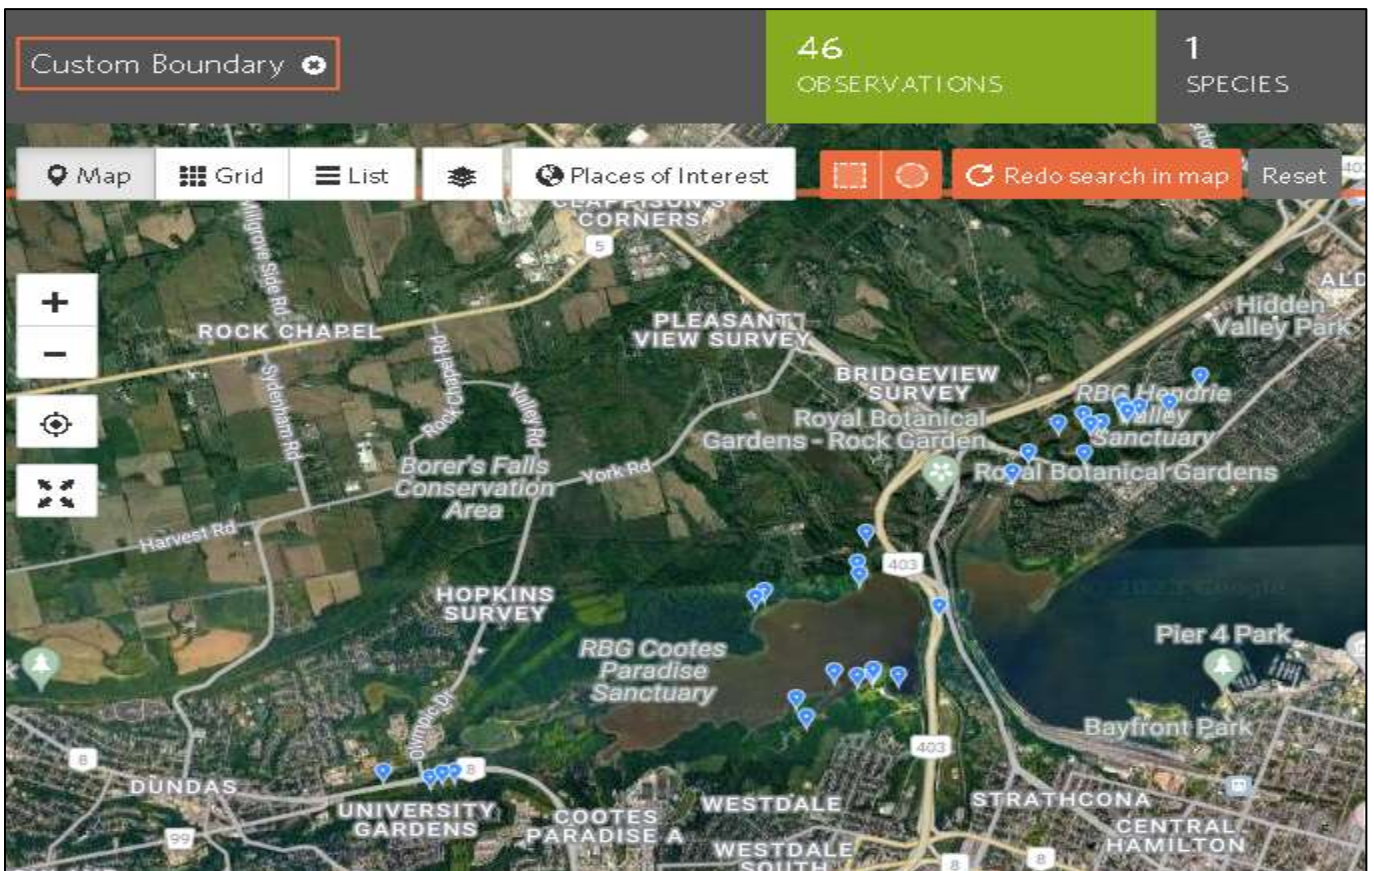 Custom Boundary
46
OBSERVATIONS
1
SPECIES
Map
Grid
List
Places of Interest
Redo search in map
Reset
CLAPPISON'S
CORNERS
5
Millgrove Side Rd
ROCK CHAPEL
Sydenham Rd
Rock Chapel Rd
Valley Rd
PLEASANT
VIEW SURVEY
Hidden
Valley Park
BRIDGEVIEW
SURVEY
Royal Botanical
Gardens - Rock Garden
RBG Hendrie
Valley
Sanctuary
Royal Botanical Gardens
Borer's Falls
Conservation
Area
York Rd
Harvest Rd
403
HOPKINS
SURVEY
RBG Cootes
Paradise
Sanctuary
Pier 4 Park
Bayfront Park
Olympic Dr
403
8
DUNDAS
8
UNIVERSITY
GARDENS
COOTES
PARADISE A
WESTDALE
STRATHCONA
CENTRAL
HAMILTON
99
WESTDALE
SOUTH
8
8